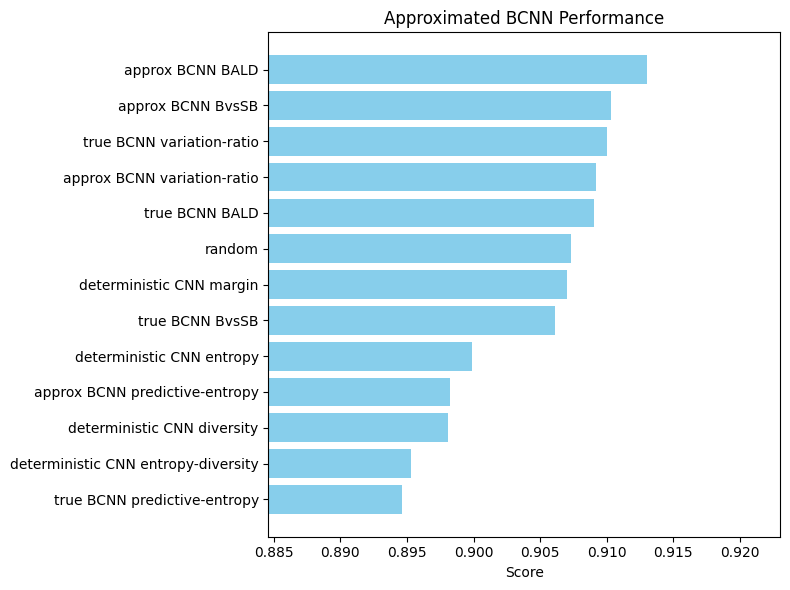 Approximated BCNN Performance
approx BCNN BALD
approx BCNN BvsSB
true BCNN variation-ratio
approx BCNN variation-ratio
true BCNN BALD
random
deterministic CNN margin
true BCNN BvsSB
deterministic CNN entropy
approx BCNN predictive-entropy
deterministic CNN diversity
deterministic CNN entropy-diversity
true BCNN predictive-entropy
0.885 0.890 0.895 0.900 0.905 0.910 0.915 0.920
Score